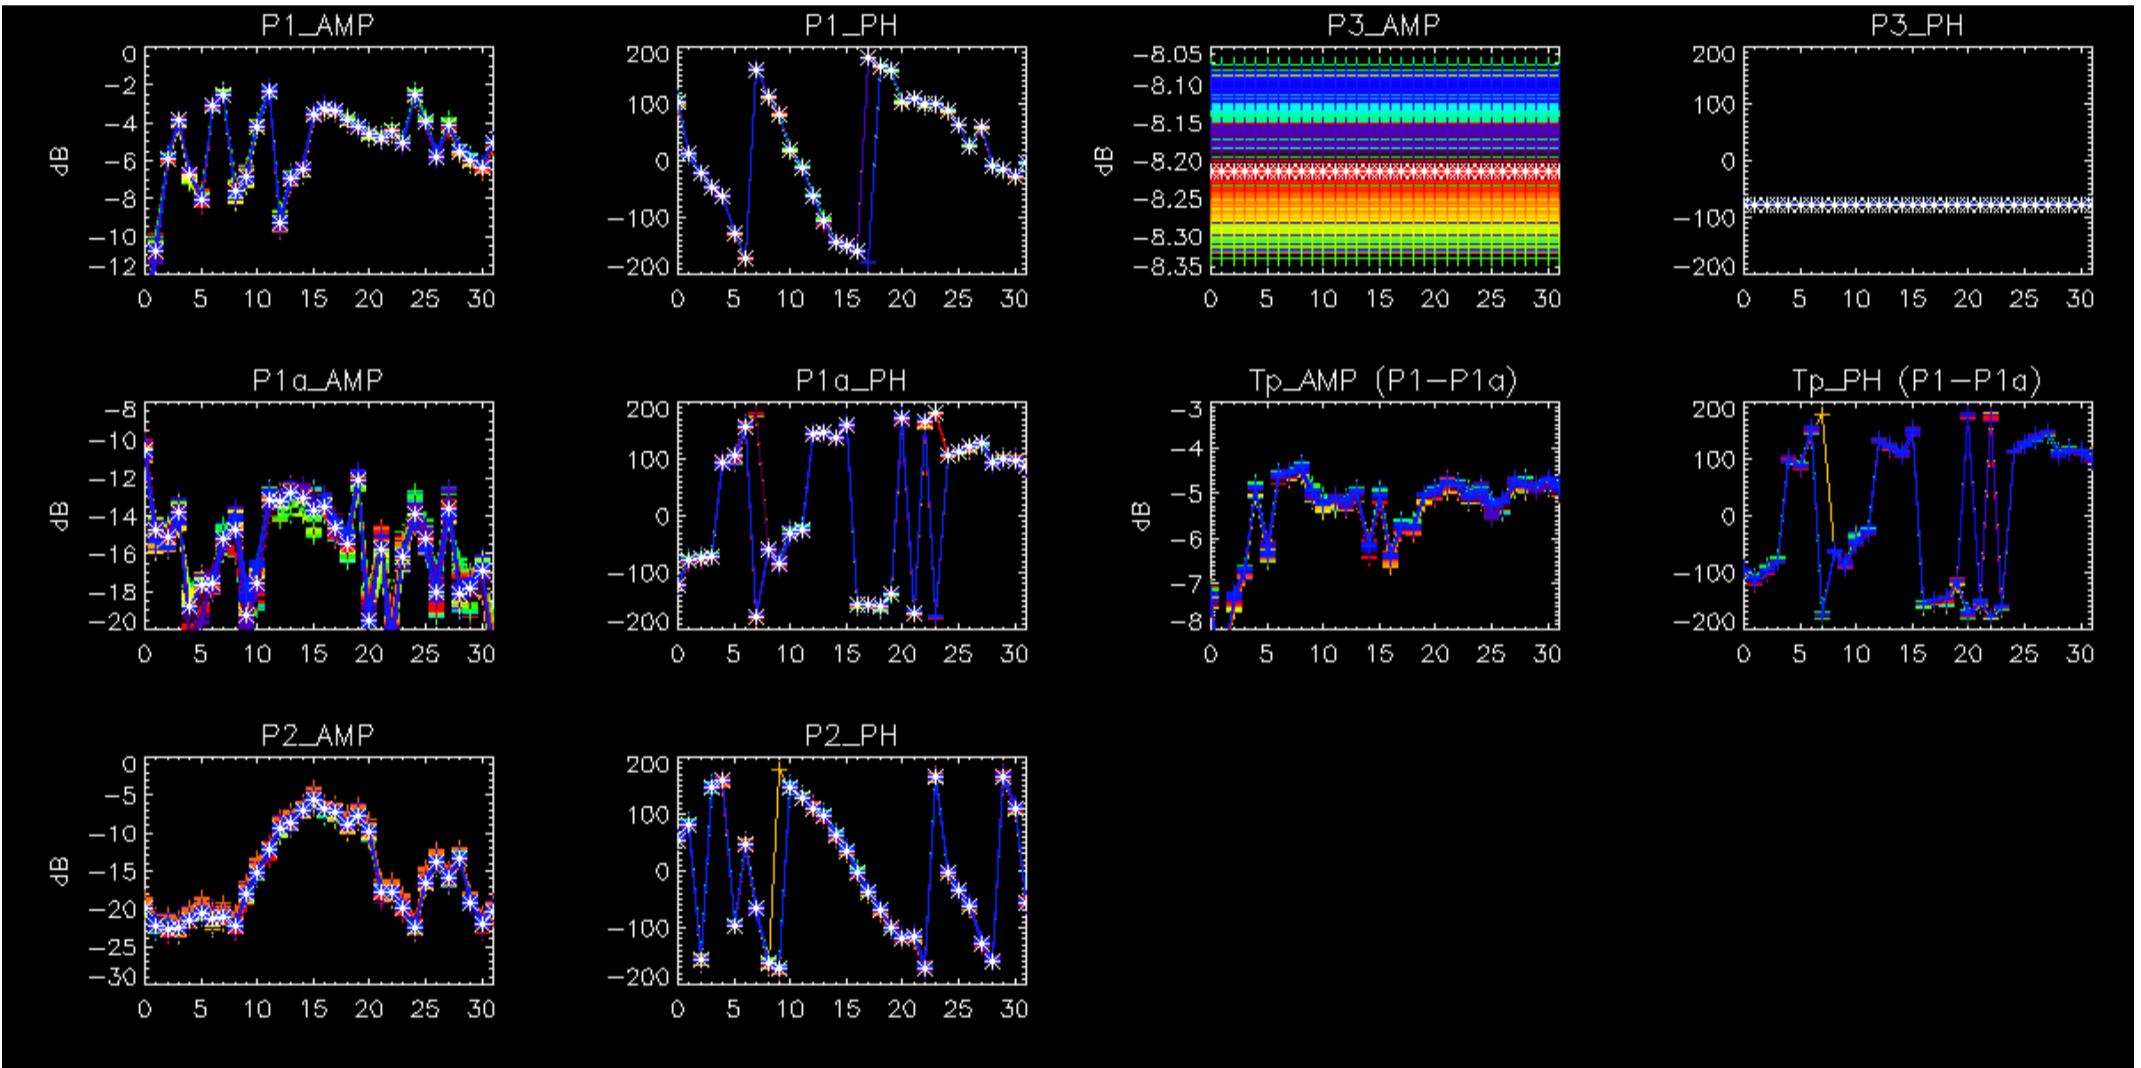 P1_AMP
0
−2
−4
−6
−8
−10
−12
dB
0 5 10 15 20 25 30
P1_PH
200
100
0
−100
−200
0 5 10 15 20 25 30
P3_AMP
−8.05
−8.10
−8.15
−8.20
−8.25
−8.30
−8.35
dB
0 5 10 15 20 25 30
P3_PH
200
100
0
−100
−200
0 5 10 15 20 25 30
P1a_AMP
−8
−10
−12
−14
−16
−18
−20
dB
0 5 10 15 20 25 30
P1a_PH
200
100
0
−100
−200
0 5 10 15 20 25 30
Tp_AMP (P1−P1a)
−3
−4
−5
−6
−7
−8
dB
0 5 10 15 20 25 30
Tp_PH (P1−P1a)
200
100
0
−100
−200
0 5 10 15 20 25 30
P2_AMP
0
−5
−10
−15
−20
−25
−30
dB
0 5 10 15 20 25 30
P2_PH
200
100
0
−100
−200
0 5 10 15 20 25 30